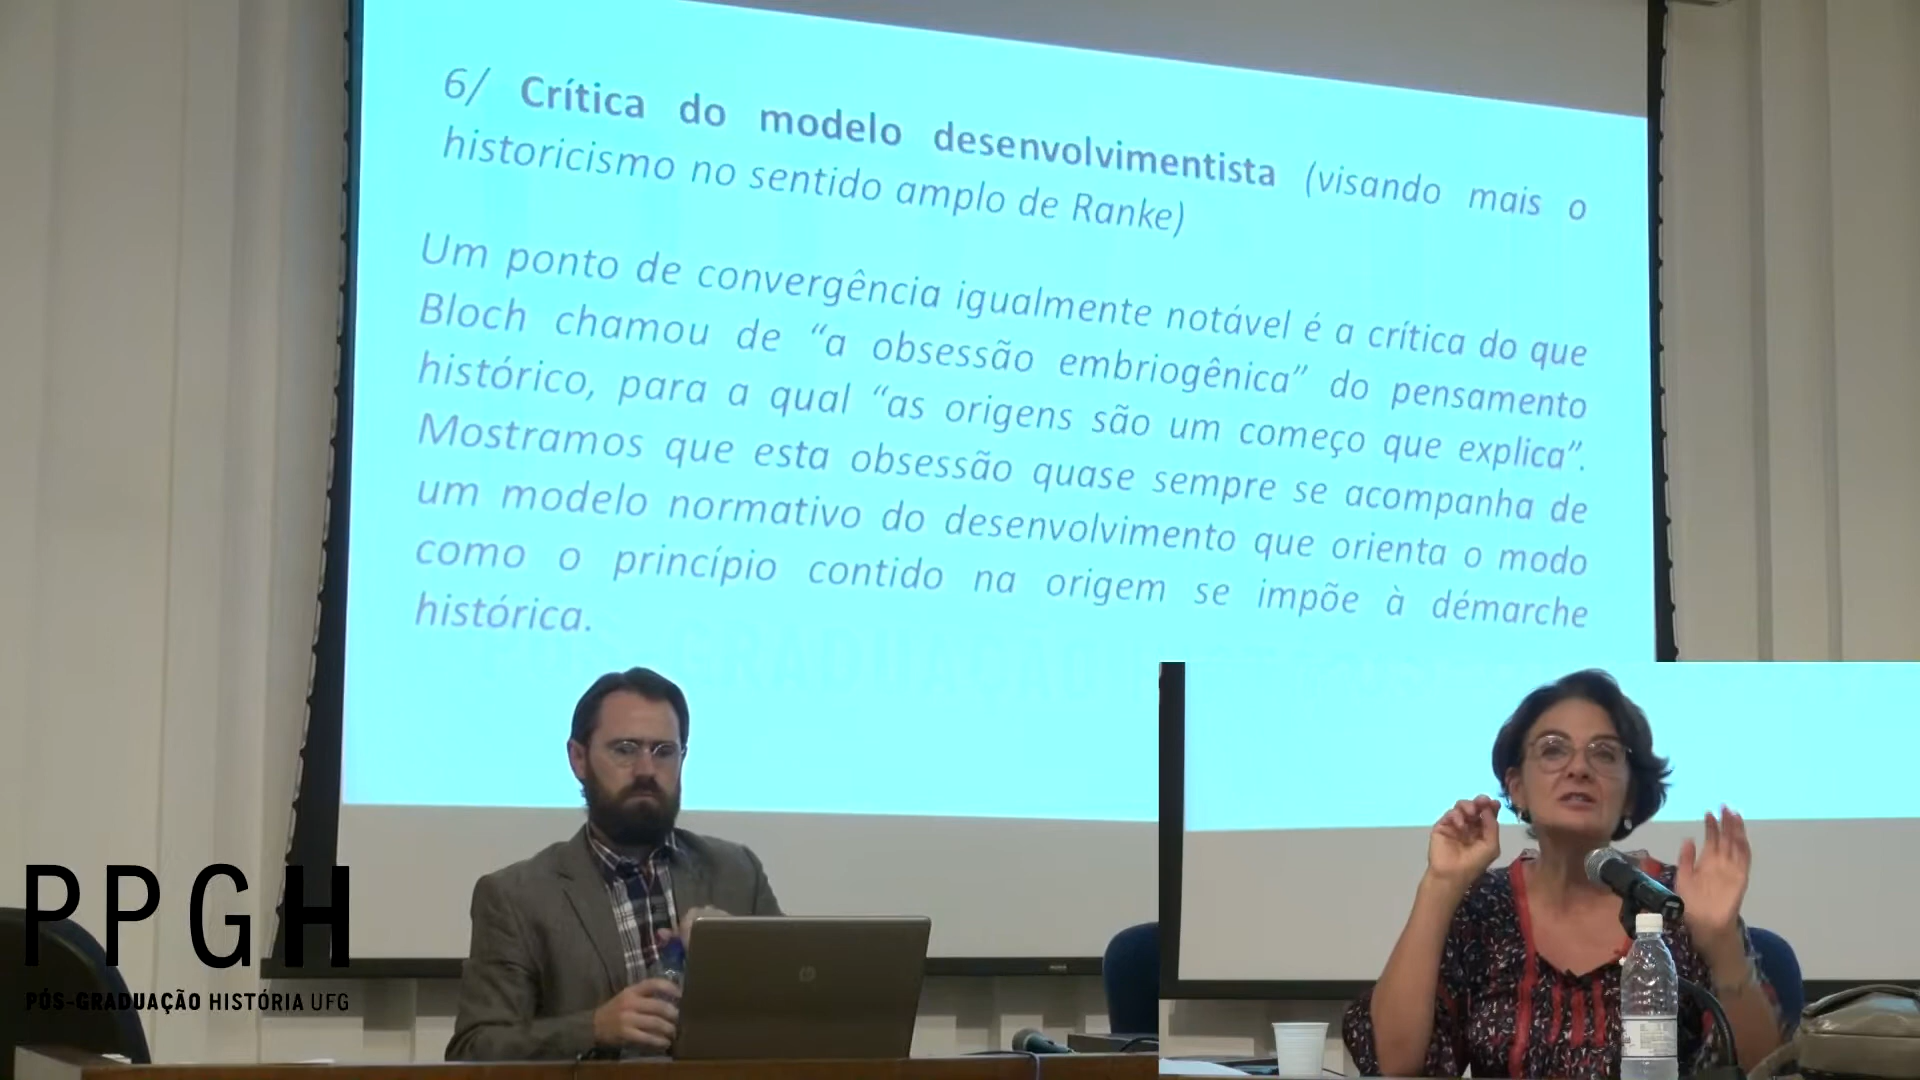 6/ Crítica do modelo desenvolvimentista (visando mais o
historicismo no sentido amplo de Ranke)
Um ponto de convergência igualmente notável é a crítica do que
Bloch chamou de “a obsessão embriogênica” do pensamento
histórico, para a qual “as origens são um começo que explica”.
Mostramos que esta obsessão quase sempre se acompanha de
um modelo normativo do desenvolvimento que orienta o modo
como o princípio contido na origem se impõe à démarche
histórica.
PÓS-GRADUAÇÃO
PPGH
PÓS-GRADUAÇÃO HISTÓRIA UFG
hp